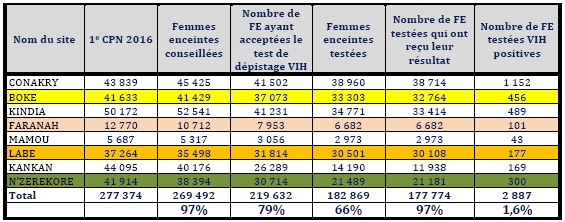 Nom du site 1e CPN 2016 Femmes enceintes conseillées Nombre de FE ayant acceptées le test de dépistage VIH Femmes enceintes testées Nombre de FE testées qui ont reçu leur résultat Nombre de FE testées VIH positives
CONAKRY 43 839 45 425 41 502 38 960 38 714 1 152
BOKE 41 633 41 429 37 073 33 303 32 764 456
KINDIA 50 172 52 541 41 231 34 771 33 414 489
FARANAH 12 770 10 712 7 953 6 682 6 682 101
MAMOU 5 687 5 317 3 056 2 973 2 973 43
LABE 37 264 35 498 31 814 30 501 30 108 177
KANKAN 44 095 40 176 26 289 14 190 11 938 169
N'ZEREKORE 41 914 38 394 30 714 21 489 21 181 300
Total 277 374 269 492 219 632 182 869 177 774 2 887
97% 79% 66% 97% 1,6%